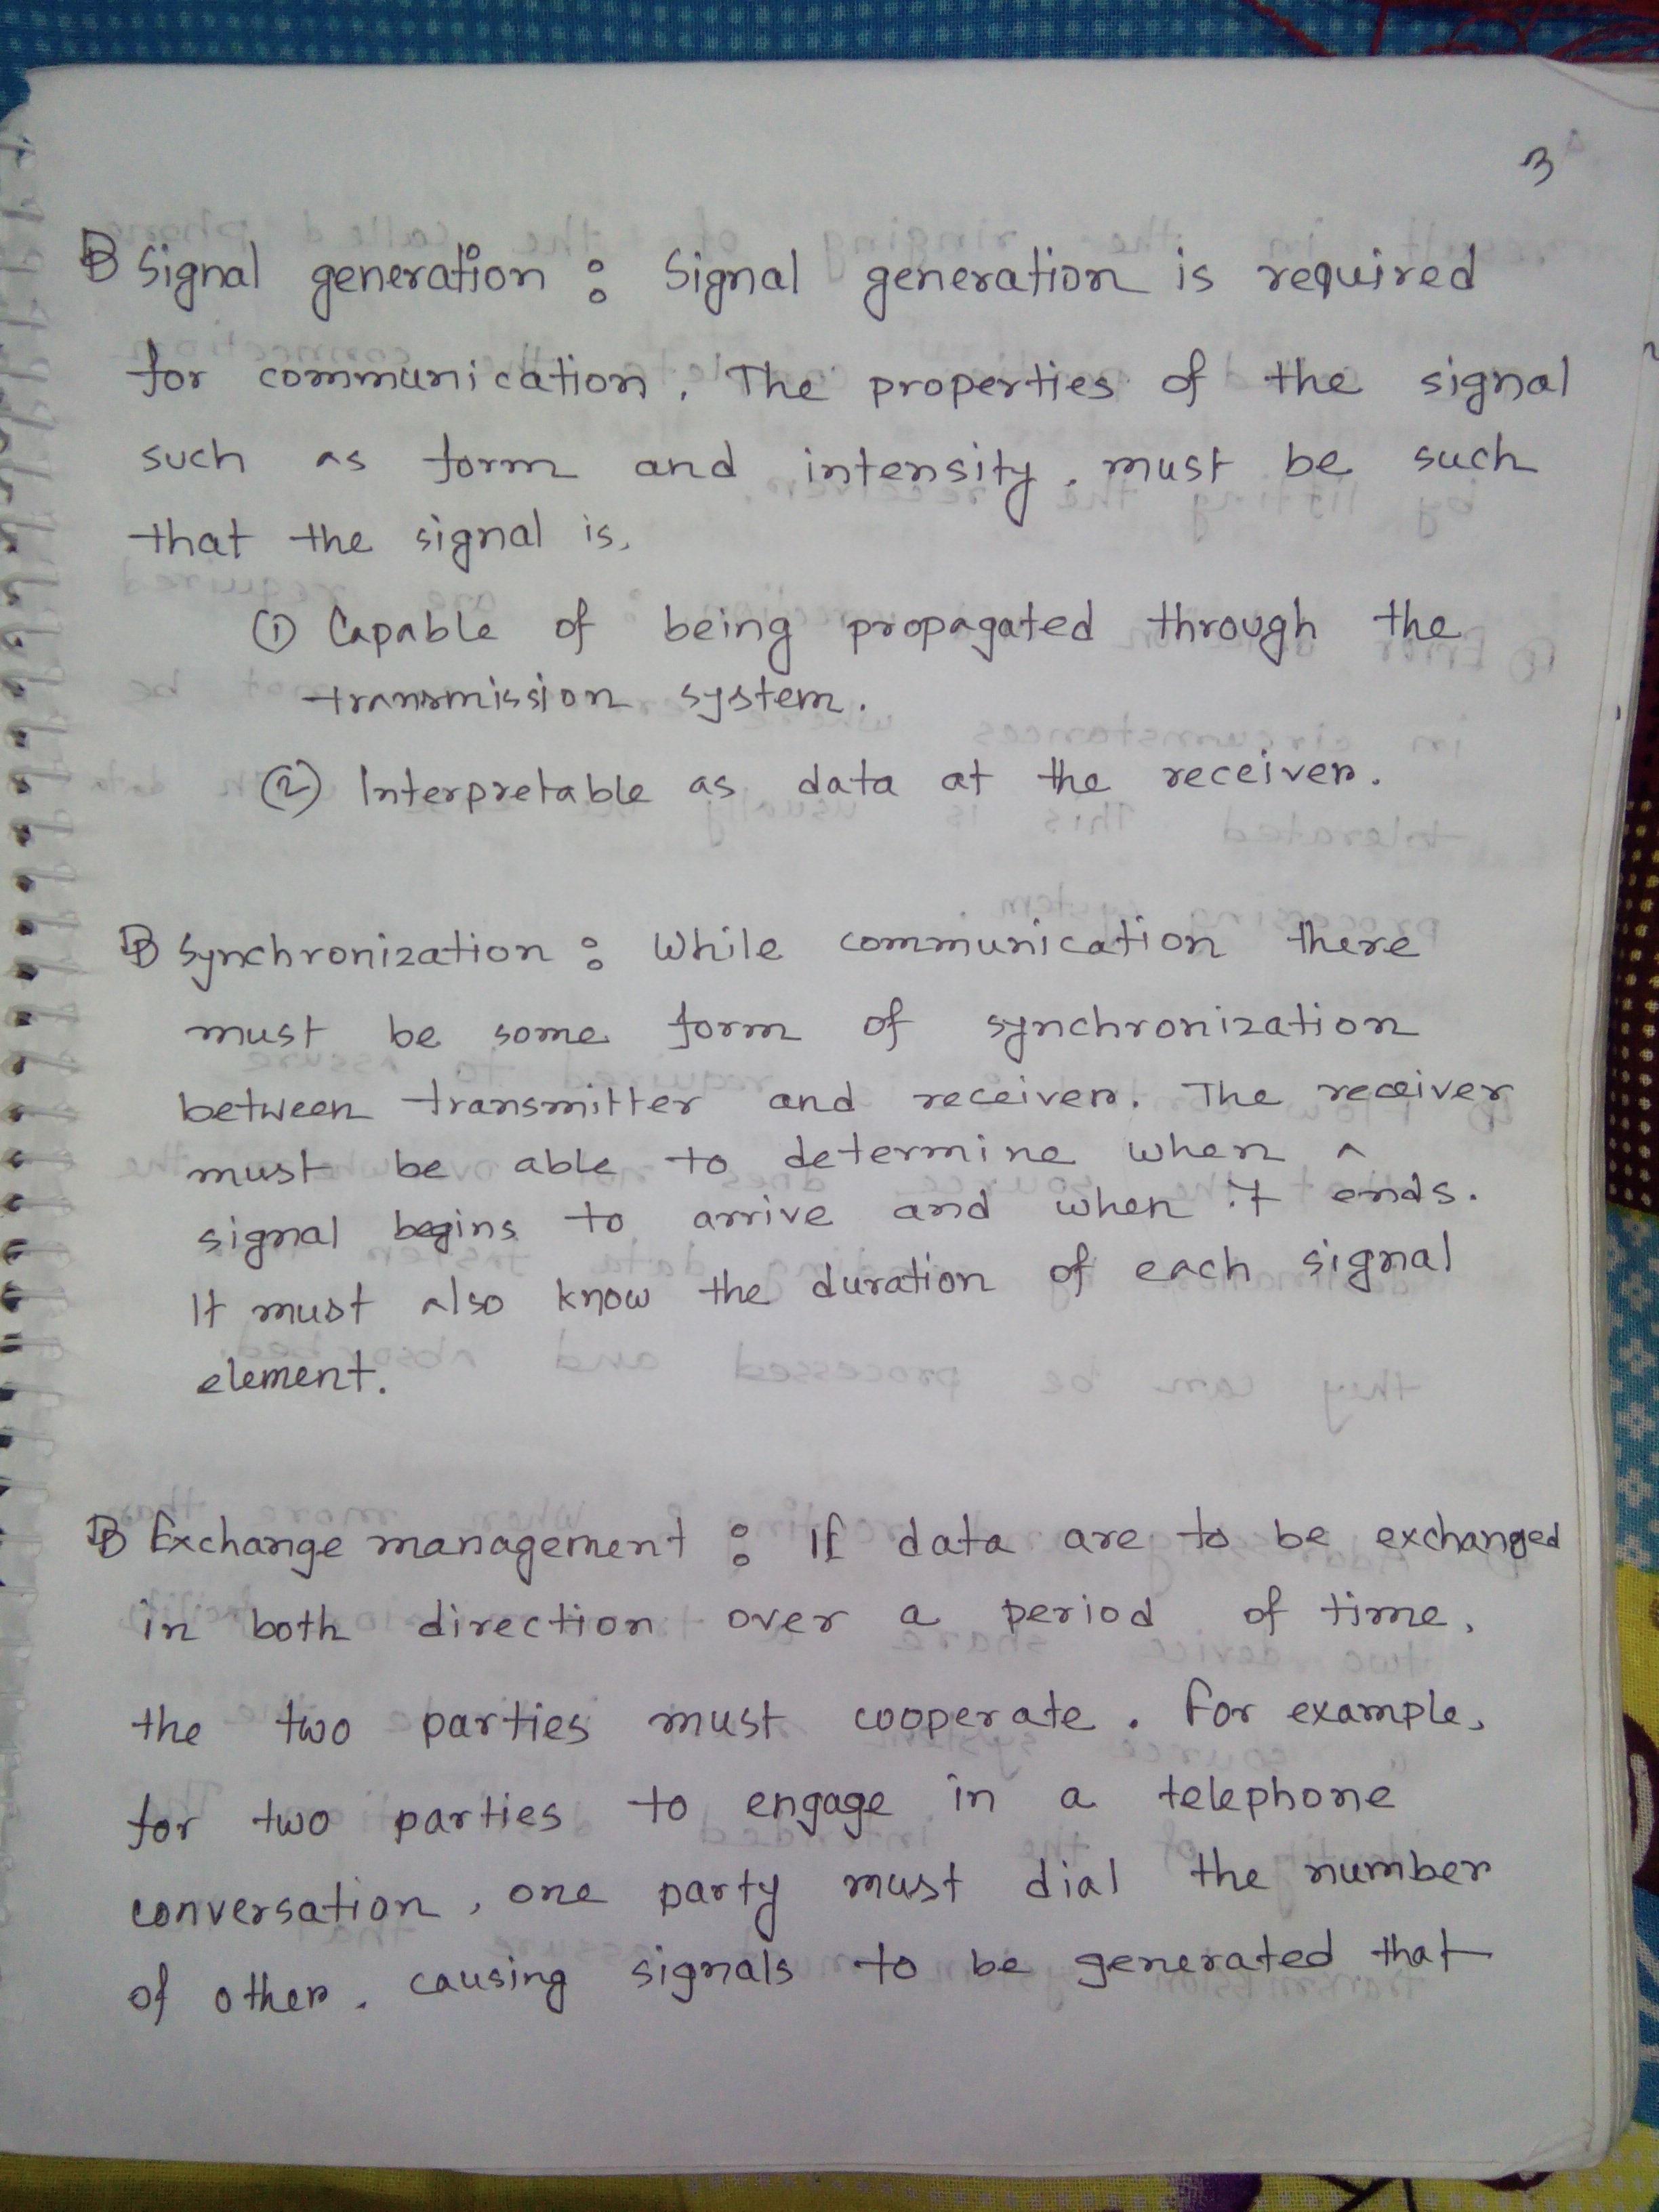 3
Signal generation : Signal generation is required
for communication. The properties of the signal
such as form and intensity, must be such
that the signal is,
① Capable of being propagated through the
transmission system.
② Interpretable as data at the receiver.
Synchronization : While communication there
must be some form of synchronization
between transmitter and receiver. The receiver
must be able to determine when a
signal begins to arrive and when it ends.
It must also know the duration of each signal
element.
Exchange management : If data are to be exchanged
in both direction over a period of time,
the two parties must cooperate. For example,
for two parties to engage in a telephone
conversation, one party must dial the number
of other, causing signals to be generated that